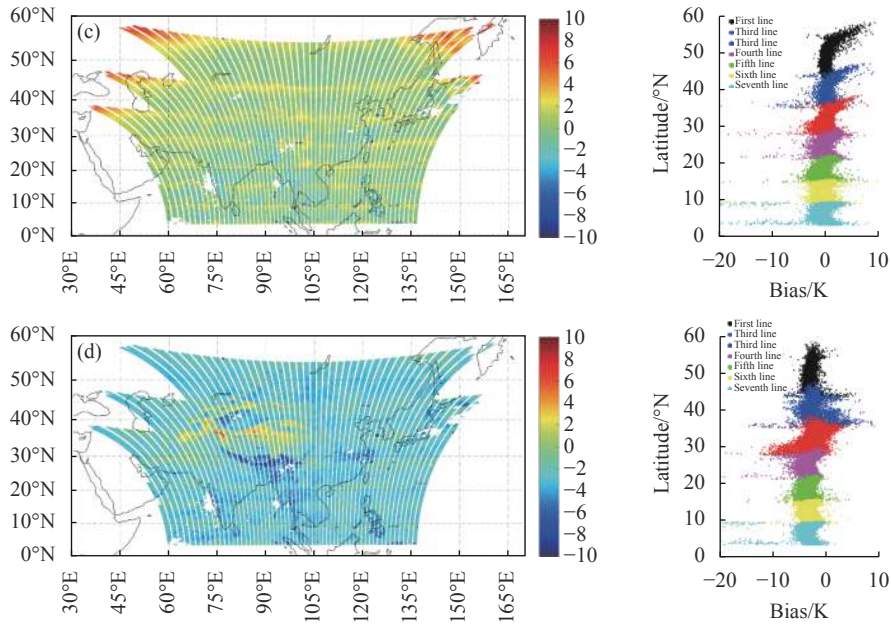 60°N
50°N
40°N
30°N
20°N
10°N
0°N
(c)
30°E
45°E
60°E
75°E
90°E
105°E
120°E
135°E
150°E
165°E
10
8
6
4
2
0
−2
−4
−6
−8
−10
Latitude/°N
60
50
40
30
20
10
0
First line
Third line
Third line
Fourth line
Fifth line
Sixth line
Seventh line
−20
−10
0
10
Bias/K
60°N
50°N
40°N
30°N
20°N
10°N
0°N
(d)
30°E
45°E
60°E
75°E
90°E
105°E
120°E
135°E
150°E
165°E
10
8
6
4
2
0
−2
−4
−6
−8
−10
Latitude/°N
60
50
40
30
20
10
0
First line
Third line
Third line
Fourth line
Fifth line
Sixth line
Seventh line
−20
−10
0
10
Bias/K